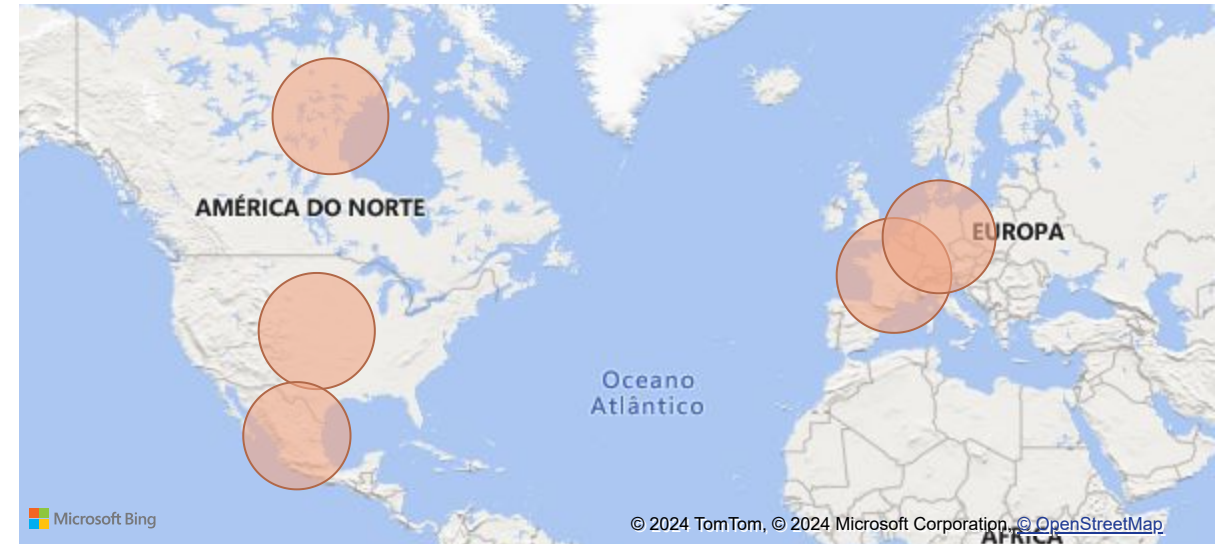 AMÉRICA DO NORTE
EUROPA
Oceano
Atlântico
Microsoft Bing
© 2024 TomTom, © 2024 Microsoft Corporation, © OpenStreetMap
ÁFRICA